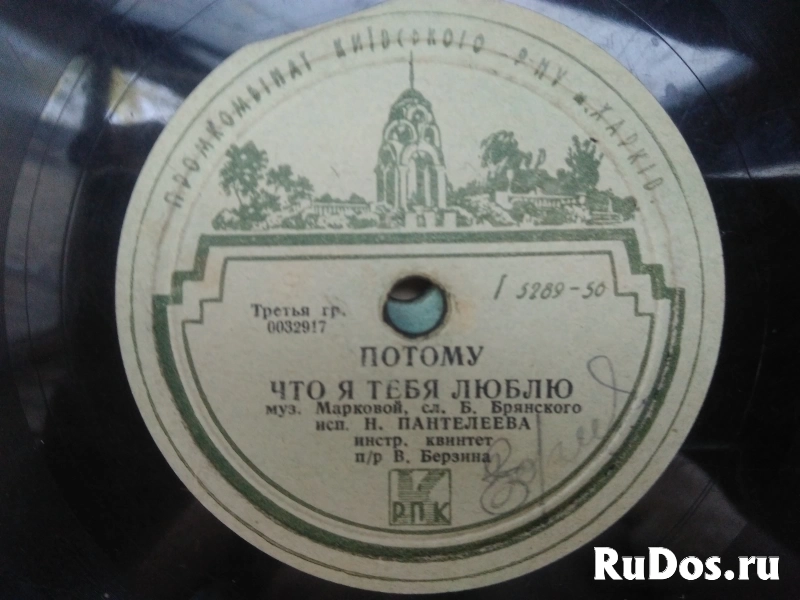 ПРОМКОМБІНАТ КИЇВСЬКОГО Р-НУ м. ХАРКІВ.
Г 5289-50
Третья гр.
0032917
ПОТОМУ
ЧТО Я ТЕБЯ ЛЮБЛЮ
муз. Марковой, сл. Б. Брянского
исп. Н. ПАНТЕЛЕЕВА
инстр. квинтет
п/р В. Берзина
РПК
RuDos.ru